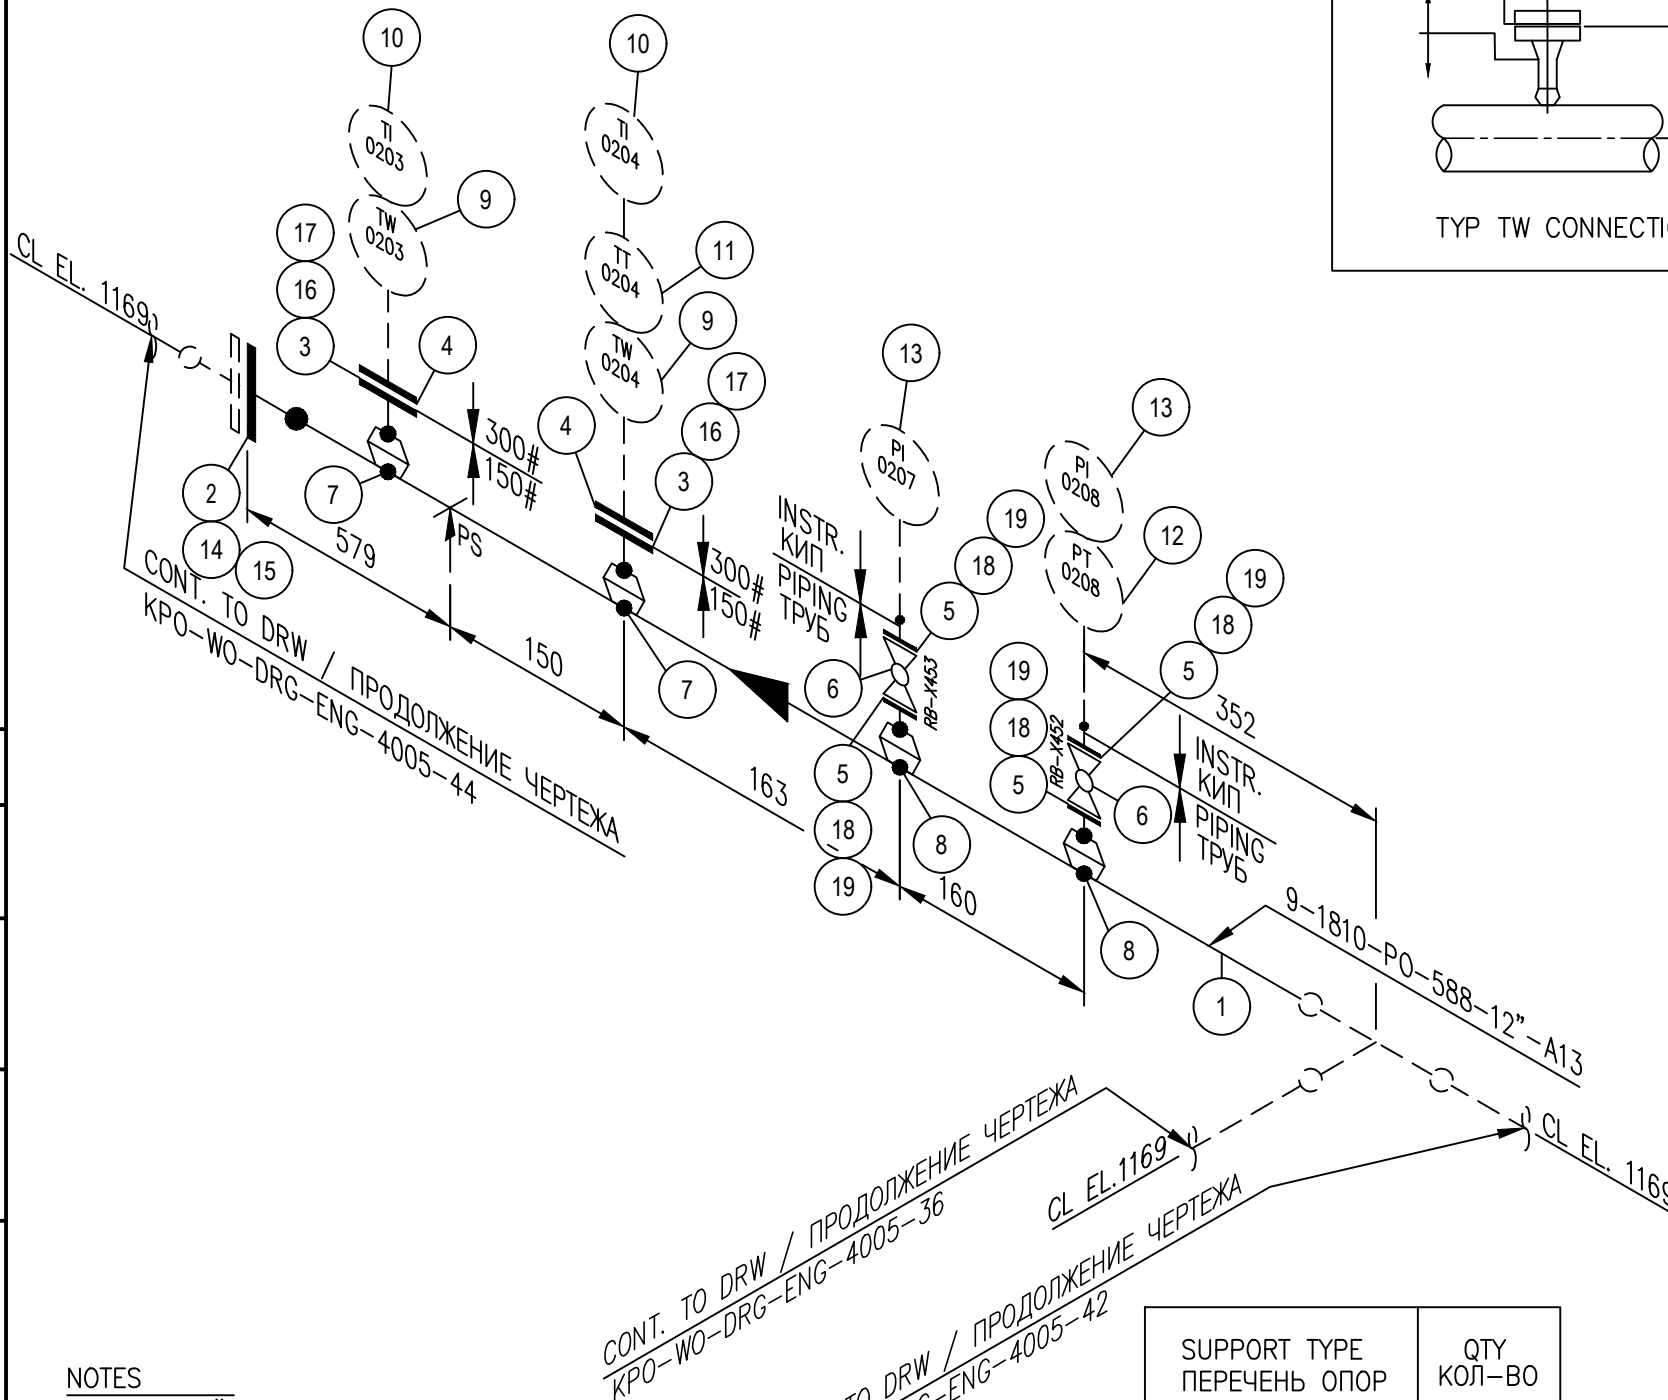 10
10
TI
0203
TI
0204
TW
0203
9
17
16
3
4
TT
0204
11
TW
0204
9
TYP TW CONNECTI
CL EL. 1169
17
16
3
4
13
PI
0207
13
PI
0208
PT
0208
12
300#
150#
300#
150#
7
2
14
15
579
PS
150
163
160
352
INSTR.
КИП
PIPING
ТРУБ
INSTR.
КИП
PIPING
ТРУБ
19
18
5
6
RB-X453
19
18
5
19
18
5
RB-X452
6
7
5
18
19
8
8
1
CONT. TO DRW / ПРОДОЛЖЕНИЕ ЧЕРТЕЖА
KPO-WO-DRG-ENG-4005-44
9-1810-PO-588-12"-A13
CL EL. 1169
CL EL.1169
CONT. TO DRW / ПРОДОЛЖЕНИЕ ЧЕРТЕЖА
KPO-WO-DRG-ENG-4005-36
TO DRW / ПРОДОЛЖЕНИЕ ЧЕРТЕЖА
-ENG-4005-42
SUPPORT TYPE
ПЕРЕЧЕНЬ ОПОР
QTY
КОЛ-ВО
NOTES